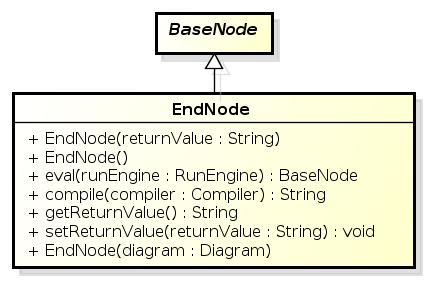 BaseNode
EndNode
+ EndNode(returnValue : String)
+ EndNode()
+ eval(runEngine : RunEngine) : BaseNode
+ compile(compiler : Compiler) : String
+ getReturnValue() : String
+ setReturnValue(returnValue : String) : void
+ EndNode(diagram : Diagram)